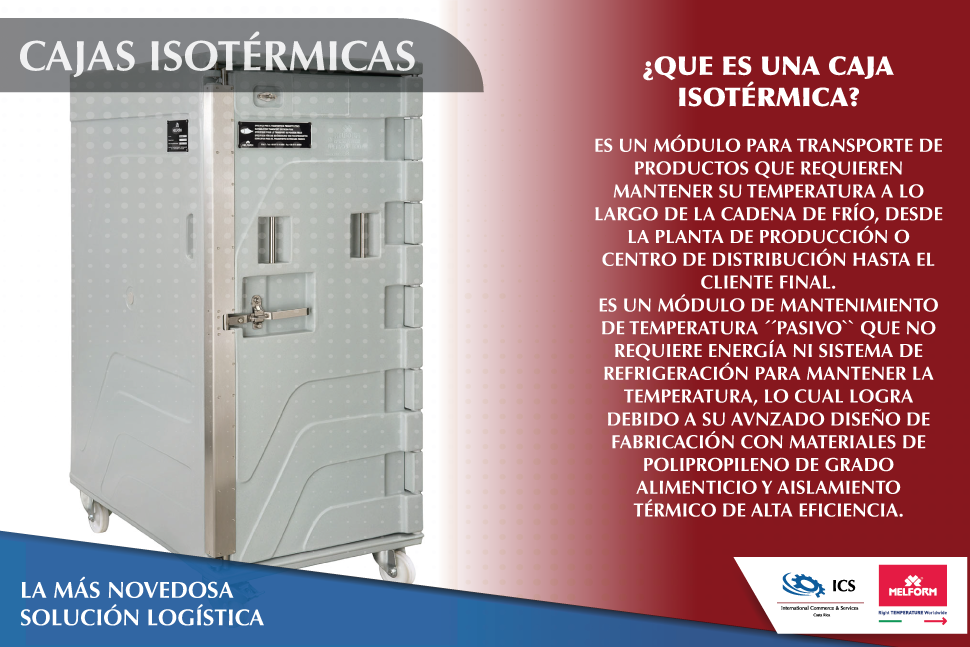 CAJAS ISOTÉRMICAS
¿QUE ES UNA CAJA
ISOTÉRMICA?
ES UN MÓDULO PARA TRANSPORTE DE
PRODUCTOS QUE REQUIEREN
MANTENER SU TEMPERATURA A LO
LARGO DE LA CADENA DE FRÍO, DESDE
LA PLANTA DE PRODUCCIÓN O
CENTRO DE DISTRIBUCIÓN HASTA EL
CLIENTE FINAL.
ES UN MÓDULO DE MANTENIMIENTO
DE TEMPERATURA ´´PASIVO`` QUE NO
REQUIERE ENERGÍA NI SISTEMA DE
REFRIGERACIÓN PARA MANTENER LA
TEMPERATURA, LO CUAL LOGRA
DEBIDO A SU AVNZADO DISEÑO DE
FABRICACIÓN CON MATERIALES DE
POLIPROPILENO DE GRADO
ALIMENTICIO Y AISLAMIENTO
TÉRMICO DE ALTA EFICIENCIA.
LA MÁS NOVEDOSA
SOLUCIÓN LOGÍSTICA
ICS
International Commerce & Services
Costa Rica
MELFORM
Right TEMPERATURE Worldwide